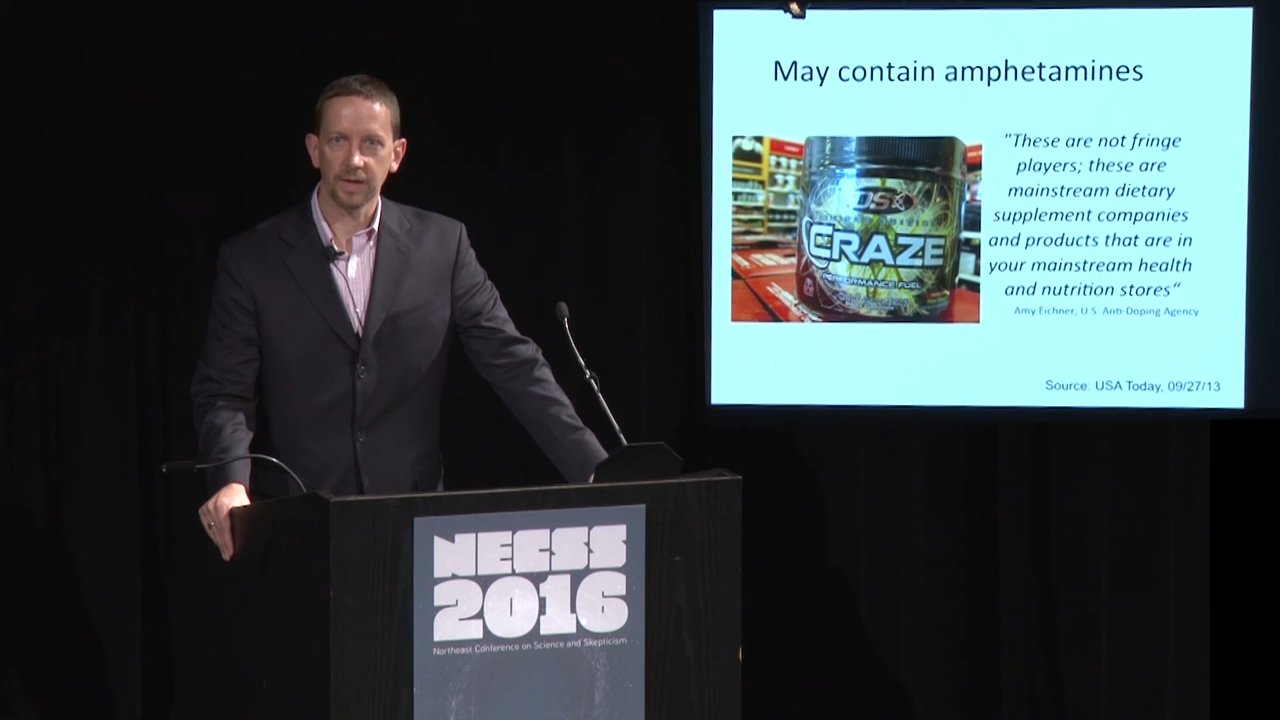 May contain amphetamines
"These are not fringe
players; these are
mainstream dietary
supplement companies
and products that are in
your mainstream health
and nutrition stores“
Amy Eichner, U.S. Anti-Doping Agency
DS
CRAZE
PERFORMANCE FUEL
Source: USA Today, 09/27/13
NECSS
2016
Northeast Conference on Science and Skepticism